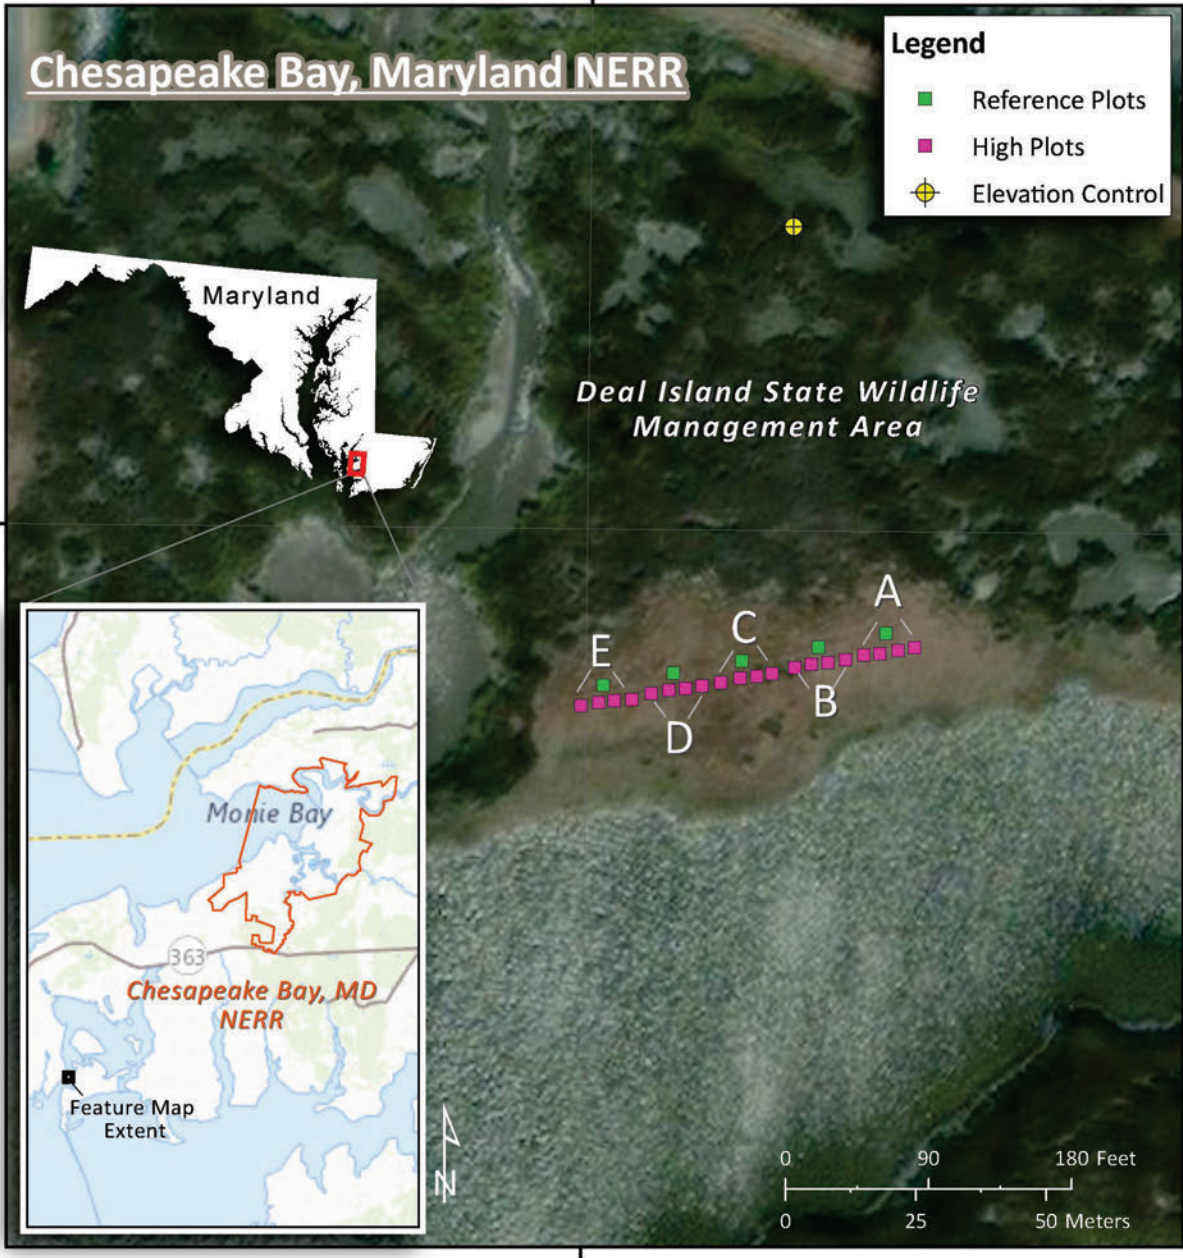 Chesapeake Bay, Maryland NERR
Legend
Reference Plots
High Plots
Elevation Control
Maryland
Deal Island State Wildlife
Management Area
A
C
E
B
D
Monie Bay
363
Chesapeake Bay, MD
NERR
Feature Map
Extent
N
0 90 180 Feet
0 25 50 Meters